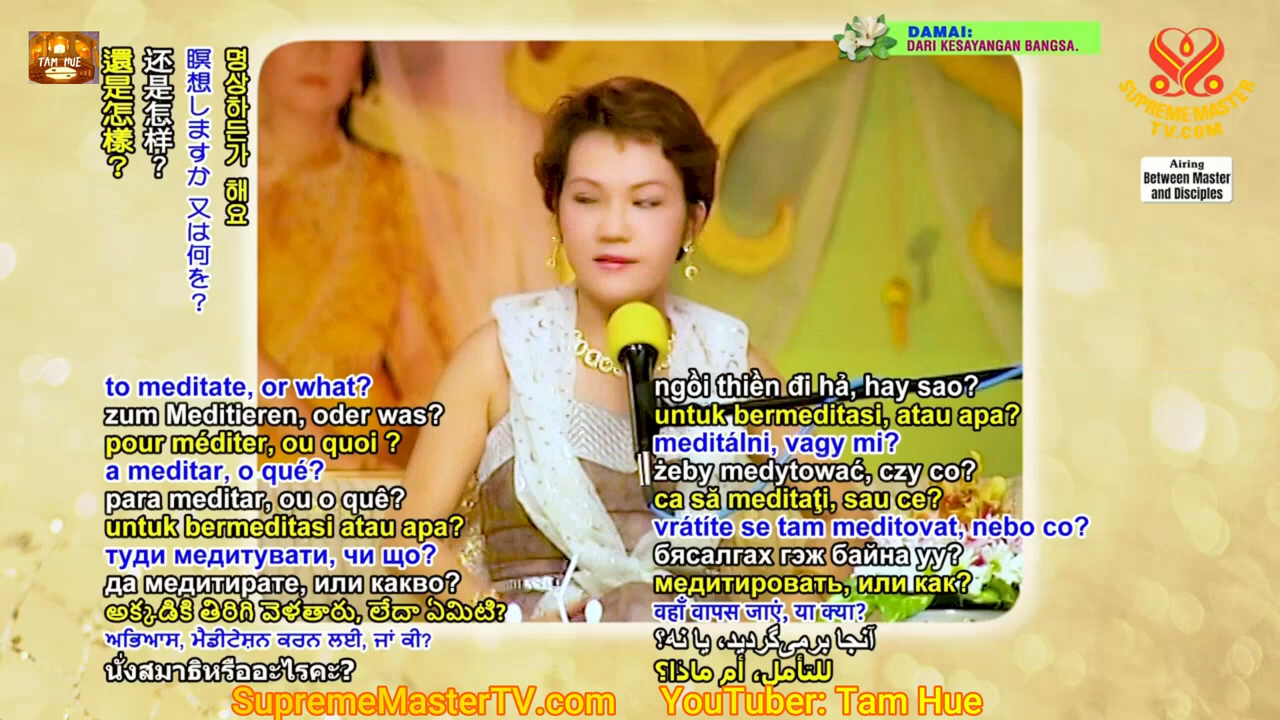 TAM HUE
還是怎樣？
还是怎样？
瞑想しますか 又は何を？
명상하든가 해요
DAMAI:
DARI KESAYANGAN BANGSA.
SUPREME MASTER
TV.COM
Airing
Between Master
and Disciples
to meditate, or what?
zum Meditieren, oder was?
pour méditer, ou quoi ?
a meditar, o qué?
para meditar, ou o quê?
untuk bermeditasi atau apa?
туди медитувати, чи що?
да медитирате, или какво?
అక్కడికి తిరిగి వెళతారు, లేదా ఏమిటి?
ਅਭਿਆਸ, ਮੈਡੀਟੇਸ਼ਨ ਕਰਨ ਲਈ, ਜਾਂ ਕੀ?
นั่งสมาธิหรืออะไรคะ?
ngồi thiền đi hả, hay sao?
untuk bermeditasi, atau apa?
meditálni, vagy mi?
żeby medytować, czy co?
ca să meditaţi, sau ce?
vrátíte se tam meditovat, nebo co?
бясалгах гэж байна уу?
медитировать, или как?
वहाँ वापस जाएं, या क्या?
آنجا برمی‌گردید، یا نه؟
للتأمل، أم ماذا؟
SupremeMasterTV.com YouTuber: Tam Hue